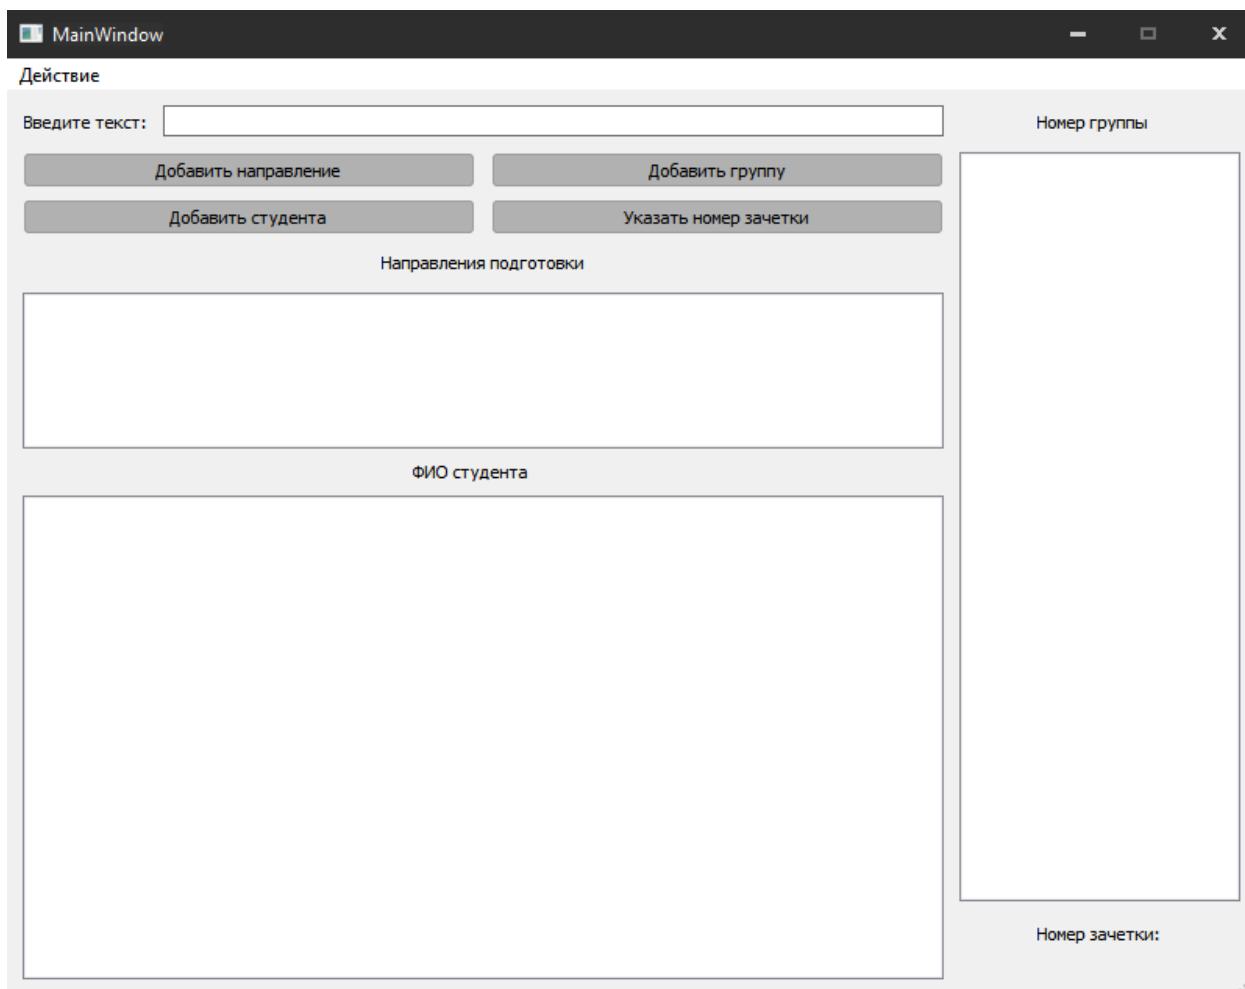 MainWindow
Действие
Введите текст:
Номер группы
Добавить направление
Добавить группу
Добавить студента
Указать номер зачетки
Направления подготовки
ФИО студента
Номер зачетки: